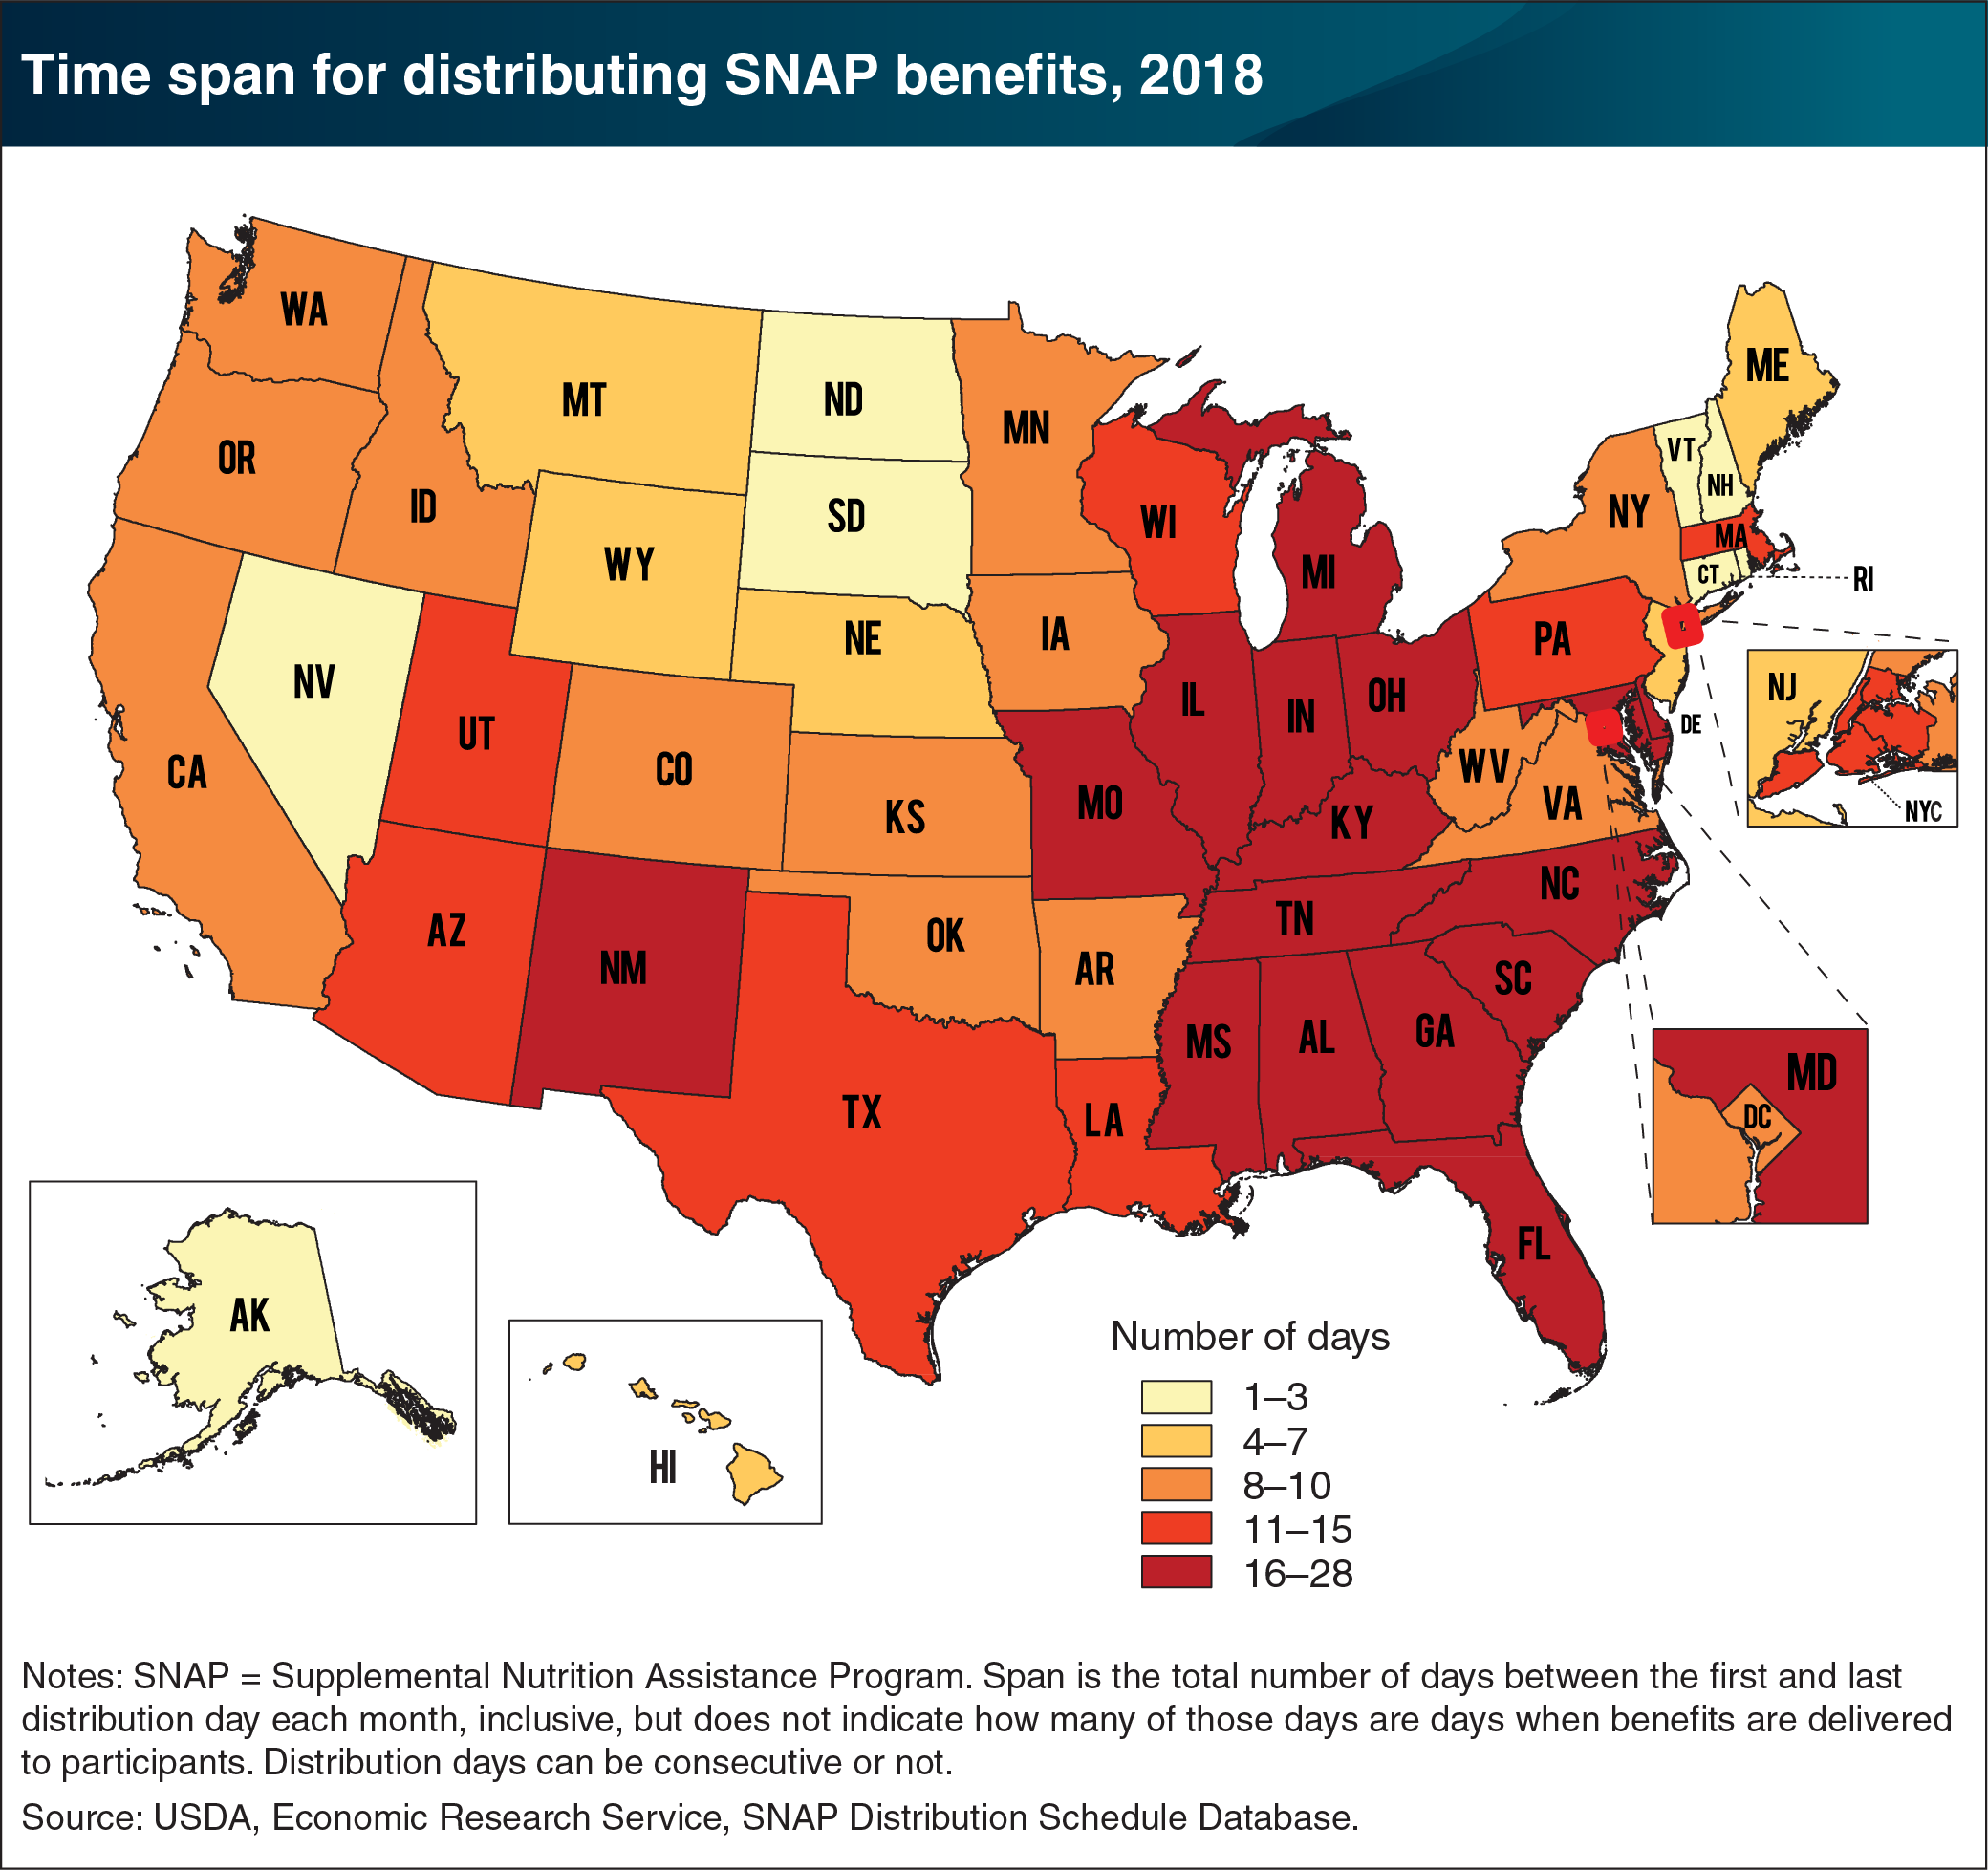 Time span for distributing SNAP benefits, 2018
WA
MT
ND
MN
ME
OR
ID
SD
WI
VT
NH
NY
MA
WY
MI
CT
RI
NE
IA
PA
NV
IL
IN
OH
NJ
UT
DE
CA
CO
KS
MO
WV
VA
KY
NYC
AZ
NM
OK
AR
TN
NC
SC
MS
AL
GA
MD
TX
LA
DC
FL
AK
HI
Number of days
1–3
4–7
8–10
11–15
16–28
Notes: SNAP = Supplemental Nutrition Assistance Program. Span is the total number of days between the first and last
distribution day each month, inclusive, but does not indicate how many of those days are days when benefits are delivered
to participants. Distribution days can be consecutive or not.
Source: USDA, Economic Research Service, SNAP Distribution Schedule Database.